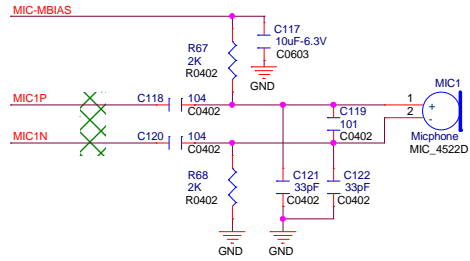 MIC-MBIAS
C117
10uF-6.3V
C0603
R67
2K
R0402
GND
MIC1
MIC1P
C118
104
C0402
1
2
+
-
C119
101
C0402
MIC1N
C120
104
C0402
Micphone
MIC_4522D
R68
2K
R0402
C121
33pF
C0402
C122
33pF
C0402
GND
GND